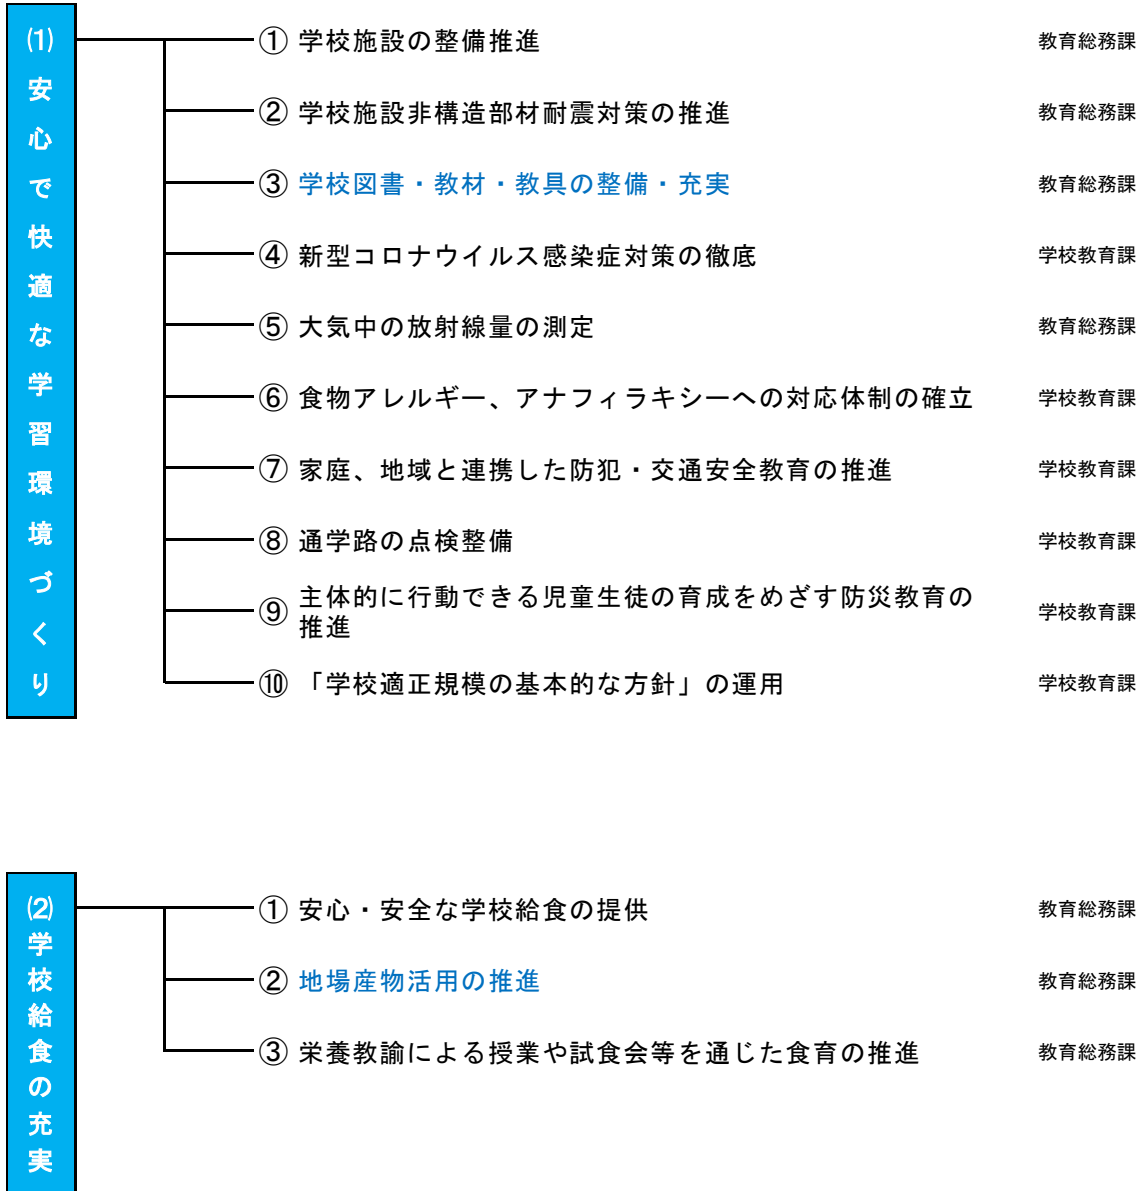 ⑴安心で快適な学習環境づくり
① 学校施設の整備推進 教育総務課
② 学校施設非構造部材耐震対策の推進 教育総務課
③ 学校図書・教材・教具の整備・充実 教育総務課
④ 新型コロナウイルス感染症対策の徹底 学校教育課
⑤ 大気中の放射線量の測定 教育総務課
⑥ 食物アレルギー、アナフィラキシーへの対応体制の確立 学校教育課
⑦ 家庭、地域と連携した防犯・交通安全教育の推進 学校教育課
⑧ 通学路の点検整備 学校教育課
⑨ 主体的に行動できる児童生徒の育成をめざす防災教育の
推進 学校教育課
⑩ 「学校適正規模の基本的な方針」の運用 学校教育課
⑵学校給食の充実
① 安心・安全な学校給食の提供 教育総務課
② 地場産物活用の推進 教育総務課
③ 栄養教諭による授業や試食会等を通じた食育の推進 教育総務課